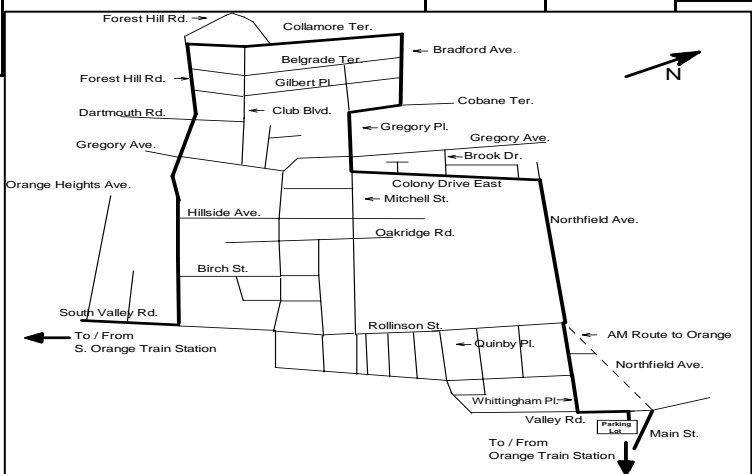 Forest Hill Rd.
Collamore Ter.
Bradford Ave.
Belgrade Ter.
N
Forest Hill Rd.
Gilbert Pl.
Cobane Ter.
Dartmouth Rd.
Club Blvd.
Gregory Pl.
Gregory Ave.
Gregory Ave.
Brook Dr.
Orange Heights Ave.
Colony Drive East
Mitchell St.
Hillside Ave.
Northfield Ave.
Oakridge Rd.
Birch St.
South Valley Rd.
Rollinson St.
To / From
S. Orange Train Station
AM Route to Orange
Quinby Pl.
Northfield Ave.
Whittingham Pl.
Valley Rd.
Parking
Lot
Main St.
To / From
Orange Train Station